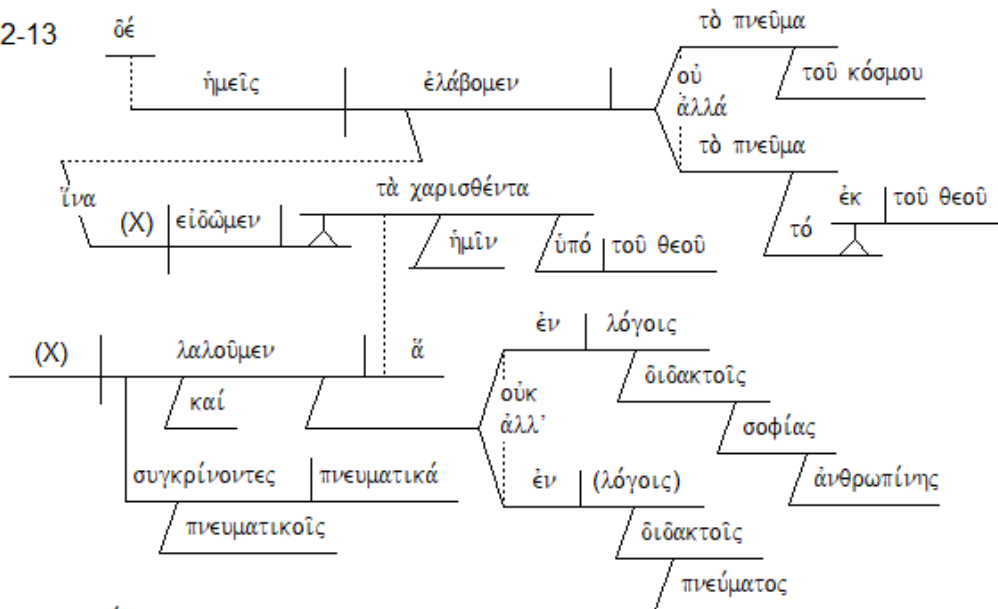 2-13
δέ
ἡμεῖς ἐλάβομεν
οὐ
ἀλλά
τὸ πνεῦμα
τοῦ κόσμου
τὸ πνεῦμα
τό
ἐκ τοῦ θεοῦ
ἵνα
(X) εἰδῶμεν
τὰ χαρισθέντα
ἡμῖν
ὑπό τοῦ θεοῦ
(X) λαλοῦμεν ἅ
καί
οὐκ
ἀλλ’
ἐν λόγοις
διδακτοῖς
σοφίας
ἀνθρωπίνης
συγκρίνοντες πνευματικά
πνευματικοῖς
ἐν (λόγοις)
διδακτοῖς
πνεύματος